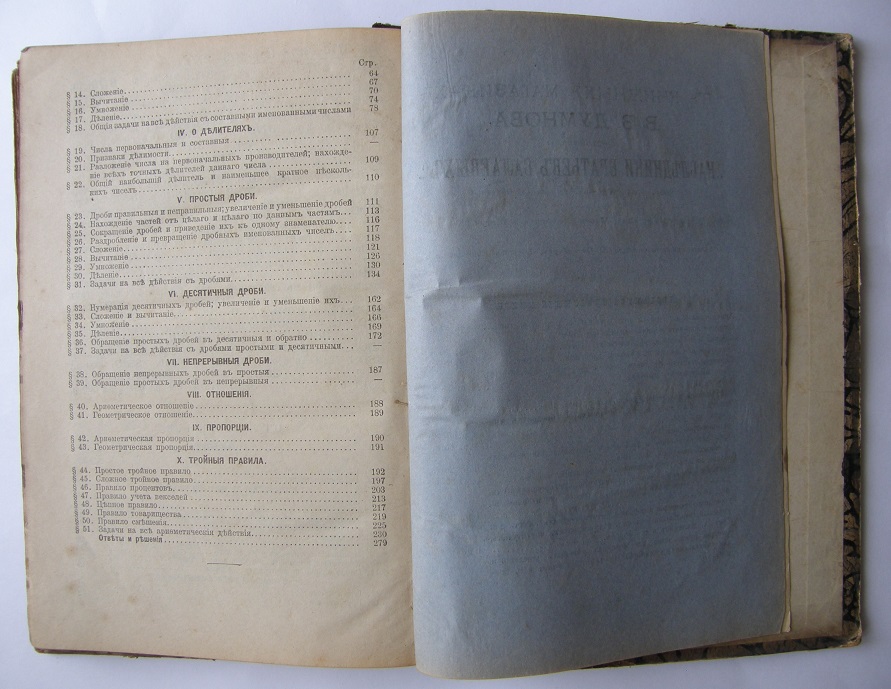 Стр.
§ 14. Сложеніе 64
§ 15. Вычитаніе 67
§ 16. Умноженіе 70
§ 17. Дѣленіе 74
§ 18. Общія задачи на всѣ дѣйствія съ составными именованными числами 78
IV. О ДѢЛИТЕЛЯХЪ.
§ 19. Числа первоначальныя и составныя 107
§ 20. Признаки дѣлимости —
§ 21. Разложеніе числа на первоначальныхъ производителей; нахожде-
ніе всѣхъ точныхъ дѣлителей даннаго числа 109
§ 22. Общій наибольшій дѣлитель и наименьшее кратное нѣсколь-
кихъ чиселъ 110
V. ПРОСТЫЯ ДРОБИ.
§ 23. Дроби правильныя и неправильныя; увеличеніе и уменьшеніе дробей 111
§ 24. Нахожденіе частей отъ цѣлаго и цѣлаго по даннымъ частямъ 113
§ 25. Сокращеніе дробей и приведеніе ихъ къ одному знаменателю 116
§ 26. Раздробленіе и превращеніе дробныхъ именованныхъ чиселъ 117
§ 27. Сложеніе 118
§ 28. Вычитаніе 121
§ 29. Умноженіе 126
§ 30. Дѣленіе 130
§ 31. Задачи на всѣ дѣйствія съ дробями 134
VI. ДЕСЯТИЧНЫЯ ДРОБИ.
§ 32. Нумерація десятичныхъ дробей; увеличеніе и уменьшеніе ихъ 162
§ 33. Сложеніе и вычитаніе 164
§ 34. Умноженіе 166
§ 35. Дѣленіе 169
§ 36. Обращеніе простыхъ дробей въ десятичныя и обратно 172
§ 37. Задачи на всѣ дѣйствія съ дробями простыми и десятичными —
VII. НЕПРЕРЫВНЫЯ ДРОБИ.
§ 38. Обращеніе непрерывныхъ дробей въ простыя 187
§ 39. Обращеніе простыхъ дробей въ непрерывныя —
VIII. ОТНОШЕНІЯ.
§ 40. Ариѳметическое отношеніе 188
§ 41. Геометрическое отношеніе 189
IX. ПРОПОРЦІИ.
§ 42. Ариѳметическая пропорція 190
§ 43. Геометрическая пропорція 191
X. ТРОЙНЫЯ ПРАВИЛА.
§ 44. Простое тройное правило 192
§ 45. Сложное тройное правило 197
§ 46. Правило процентовъ 203
§ 47. Правило учета векселей 213
§ 48. Цѣпное правило 217
§ 49. Правило товарищества 219
§ 50. Правило смѣшенія 225
§ 51. Задачи на всѣ ариѳметическія дѣйствія 230
Отвѣты и рѣшенія 279